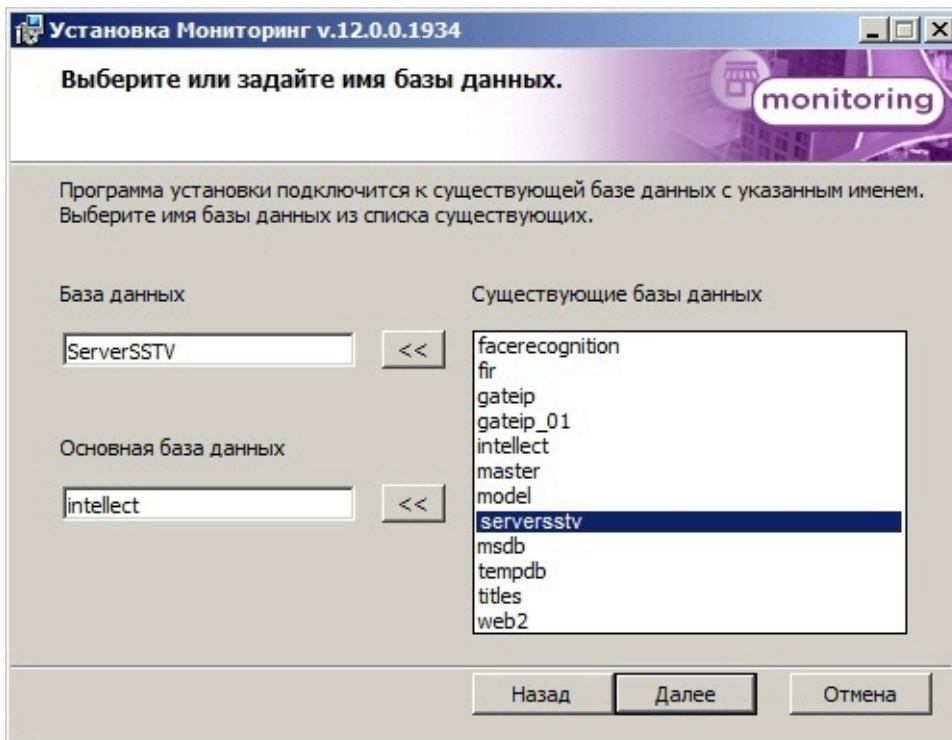 Установка Мониторинг v.12.0.0.1934
Выберите или задайте имя базы данных.
monitoring
Программа установки подключится к существующей базе данных с указанным именем.
Выберите имя базы данных из списка существующих.
База данных
ServerSSTV
<<
Основная база данных
intellect
<<
Существующие базы данных
facerecognition
fir
gateip
gateip_01
intellect
master
model
serversstv
msdb
tempdb
titles
web2
Назад
Далее
Отмена